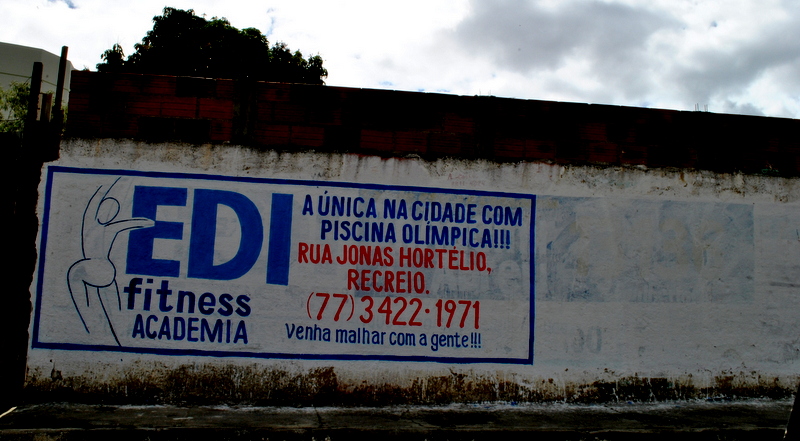 EDI
fitness
ACADEMIA
A ÚNICA NA CIDADE COM
PISCINA OLÍMPICA!!!
RUA JONAS HORTÉLIO,
RECREIO.
(77) 3422-1971
Venha malhar com a gente!!!